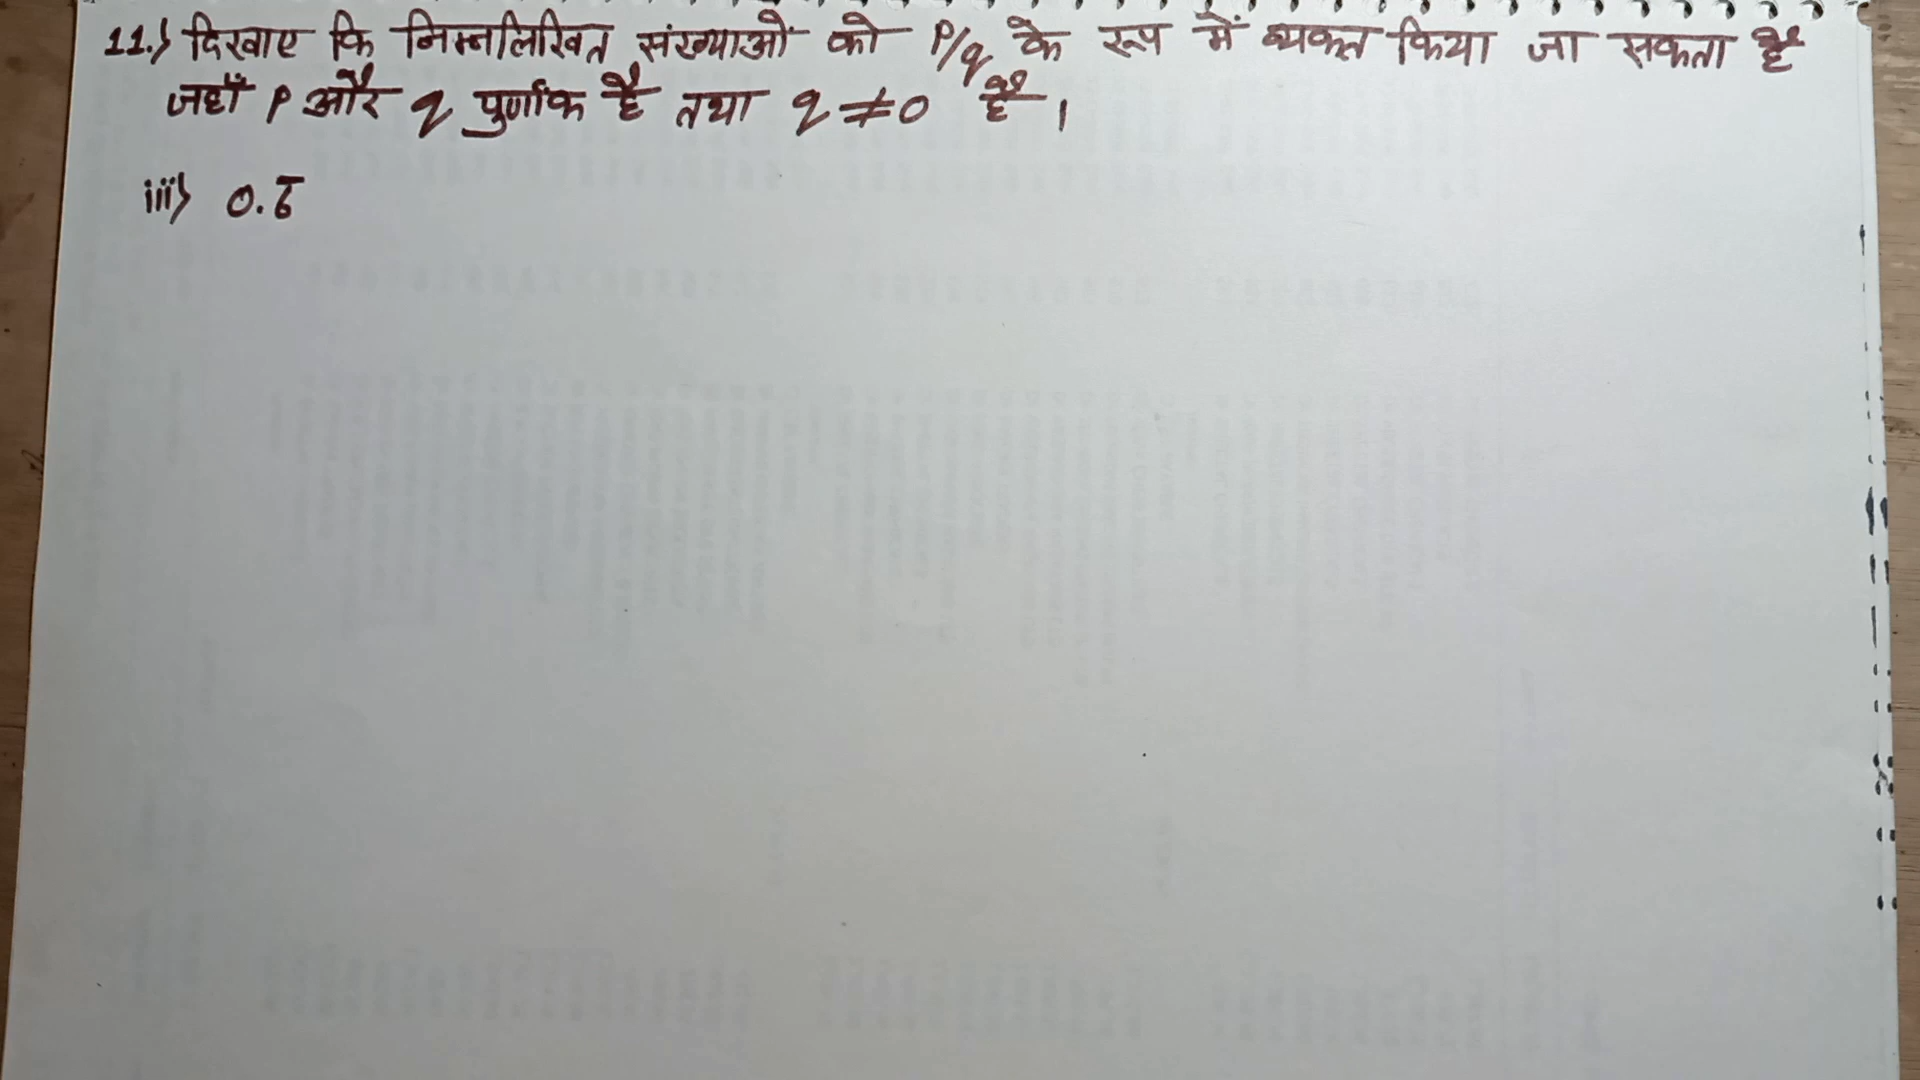 11.) दिखाए कि निम्नलिखित संख्याओं को P/q के रूप में व्यक्त किया जा सकता है
जहाँ P और q पुर्णांक है तथा q ≠ 0 है ।
iii) 0.6̅